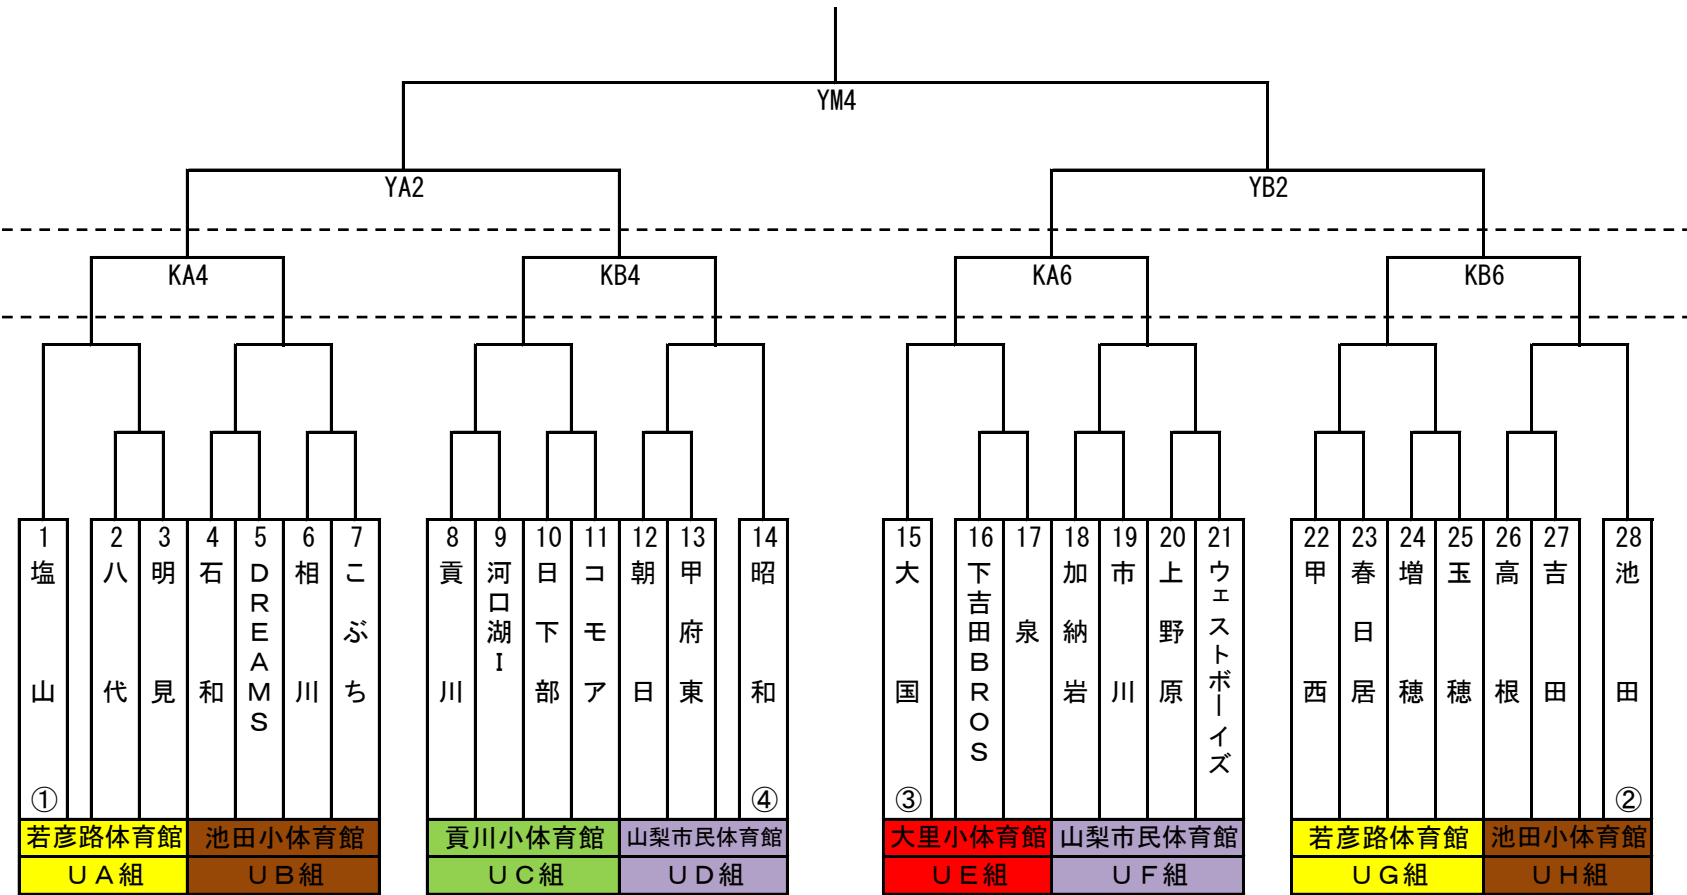 YM4
YA2
YB2
KA4
KB4
KA6
KB6
1
塩山
①
2
八代
3
明見
4
石和
5
DREAMS
6
相川
7
こぶち
8
貢川
9
河口湖I
10
日下部
11
コモア
12
朝日
13
甲府東
14
昭和
④
15
大国
③
16
下吉田BROS
17
泉
18
加納岩
19
市川
20
上野原
21
ウェストボーイズ
22
甲西
23
春日居
24
増穂
25
玉穂
26
高根
27
吉田
28
池田
②
若彦路体育館
池田小体育館
貢川小体育館
山梨市民体育館
大里小体育館
山梨市民体育館
若彦路体育館
池田小体育館
UA組
UB組
UC組
UD組
UE組
UF組
UG組
UH組